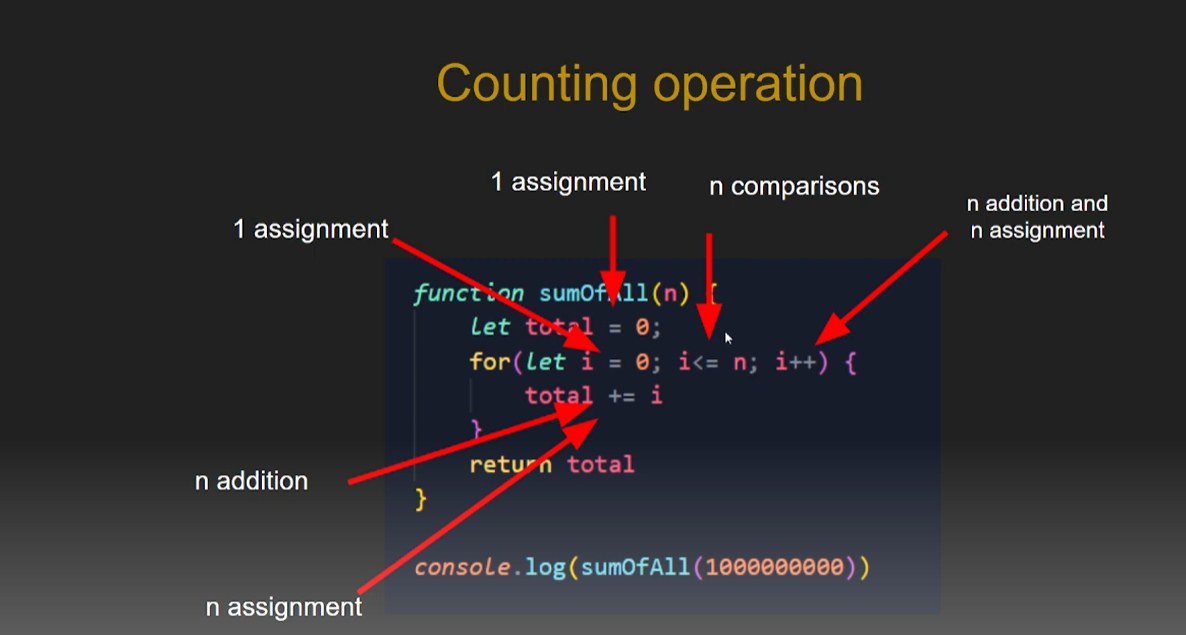 Counting operation
1 assignment
n comparisons
n addition and
n assignment
1 assignment
function sumOfAll(n) {
let total = 0;
for(let i = 0; i<= n; i++) {
total += i
}
return total
}
n addition
console.log(sumOfAll(1000000000))
n assignment